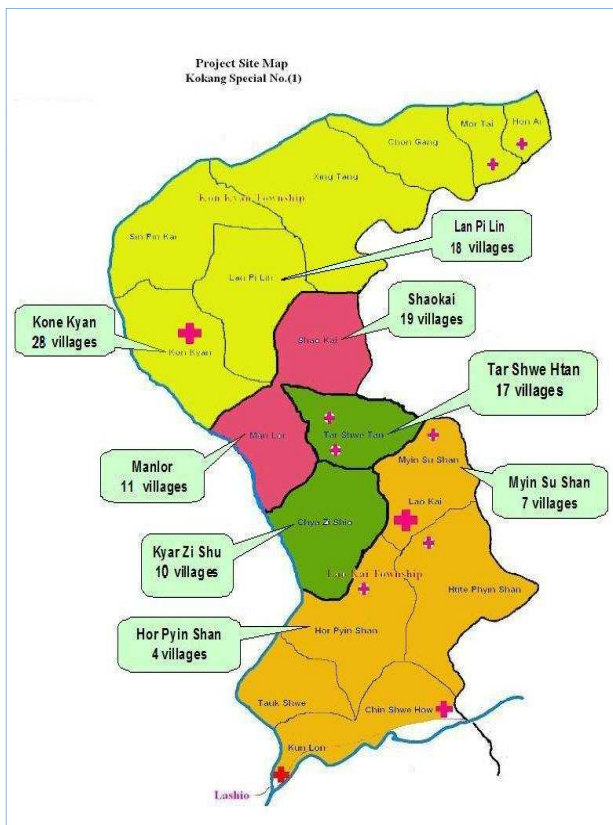 Project Site Map
Kokang Special No.(1)
Hon Ai
Mor Tai
Chon Gang
Xing Tang
Kon Kyan Township
Sin Pin Kai
Lan Pi Lin
18 villages
Lan Pi Lin
Shaokai
19 villages
Kone Kyan
28 villages
Kon Kyan
Shao Kai
Tar Shwe Htan
17 villages
Man Lor
Tar Shwe Tan
Myin Su Shan
Manlor
11 villages
Myin Su Shan
7 villages
Lao Kai
Chya Zi Shio
Kyar Zi Shu
10 villages
Lao Kai Township
Htite Phyin Shan
Hor Pyin Shan
4 villages
Hor Pyin Shan
Tauk Shwe
Chin Shwe How
Kun Lon
Lashio